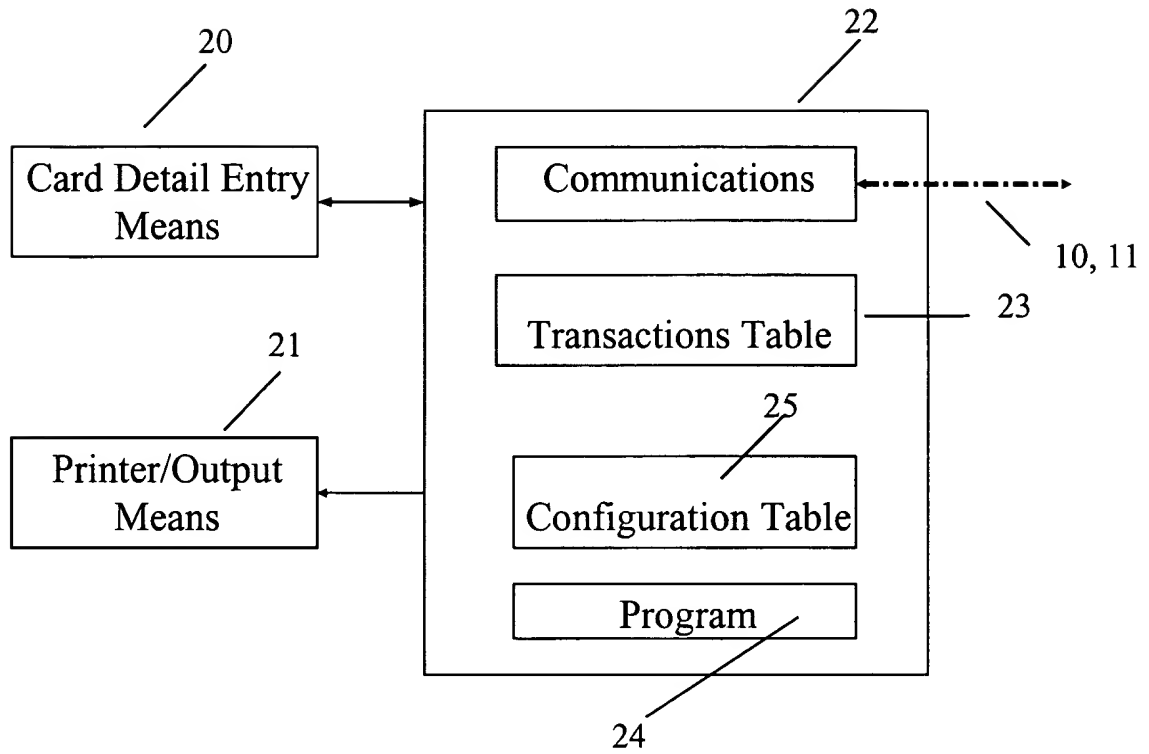 20
22
Card Detail Entry
Means
Communications
10, 11
Transactions Table
23
21
25
Printer/Output
Means
Configuration Table
Program
24